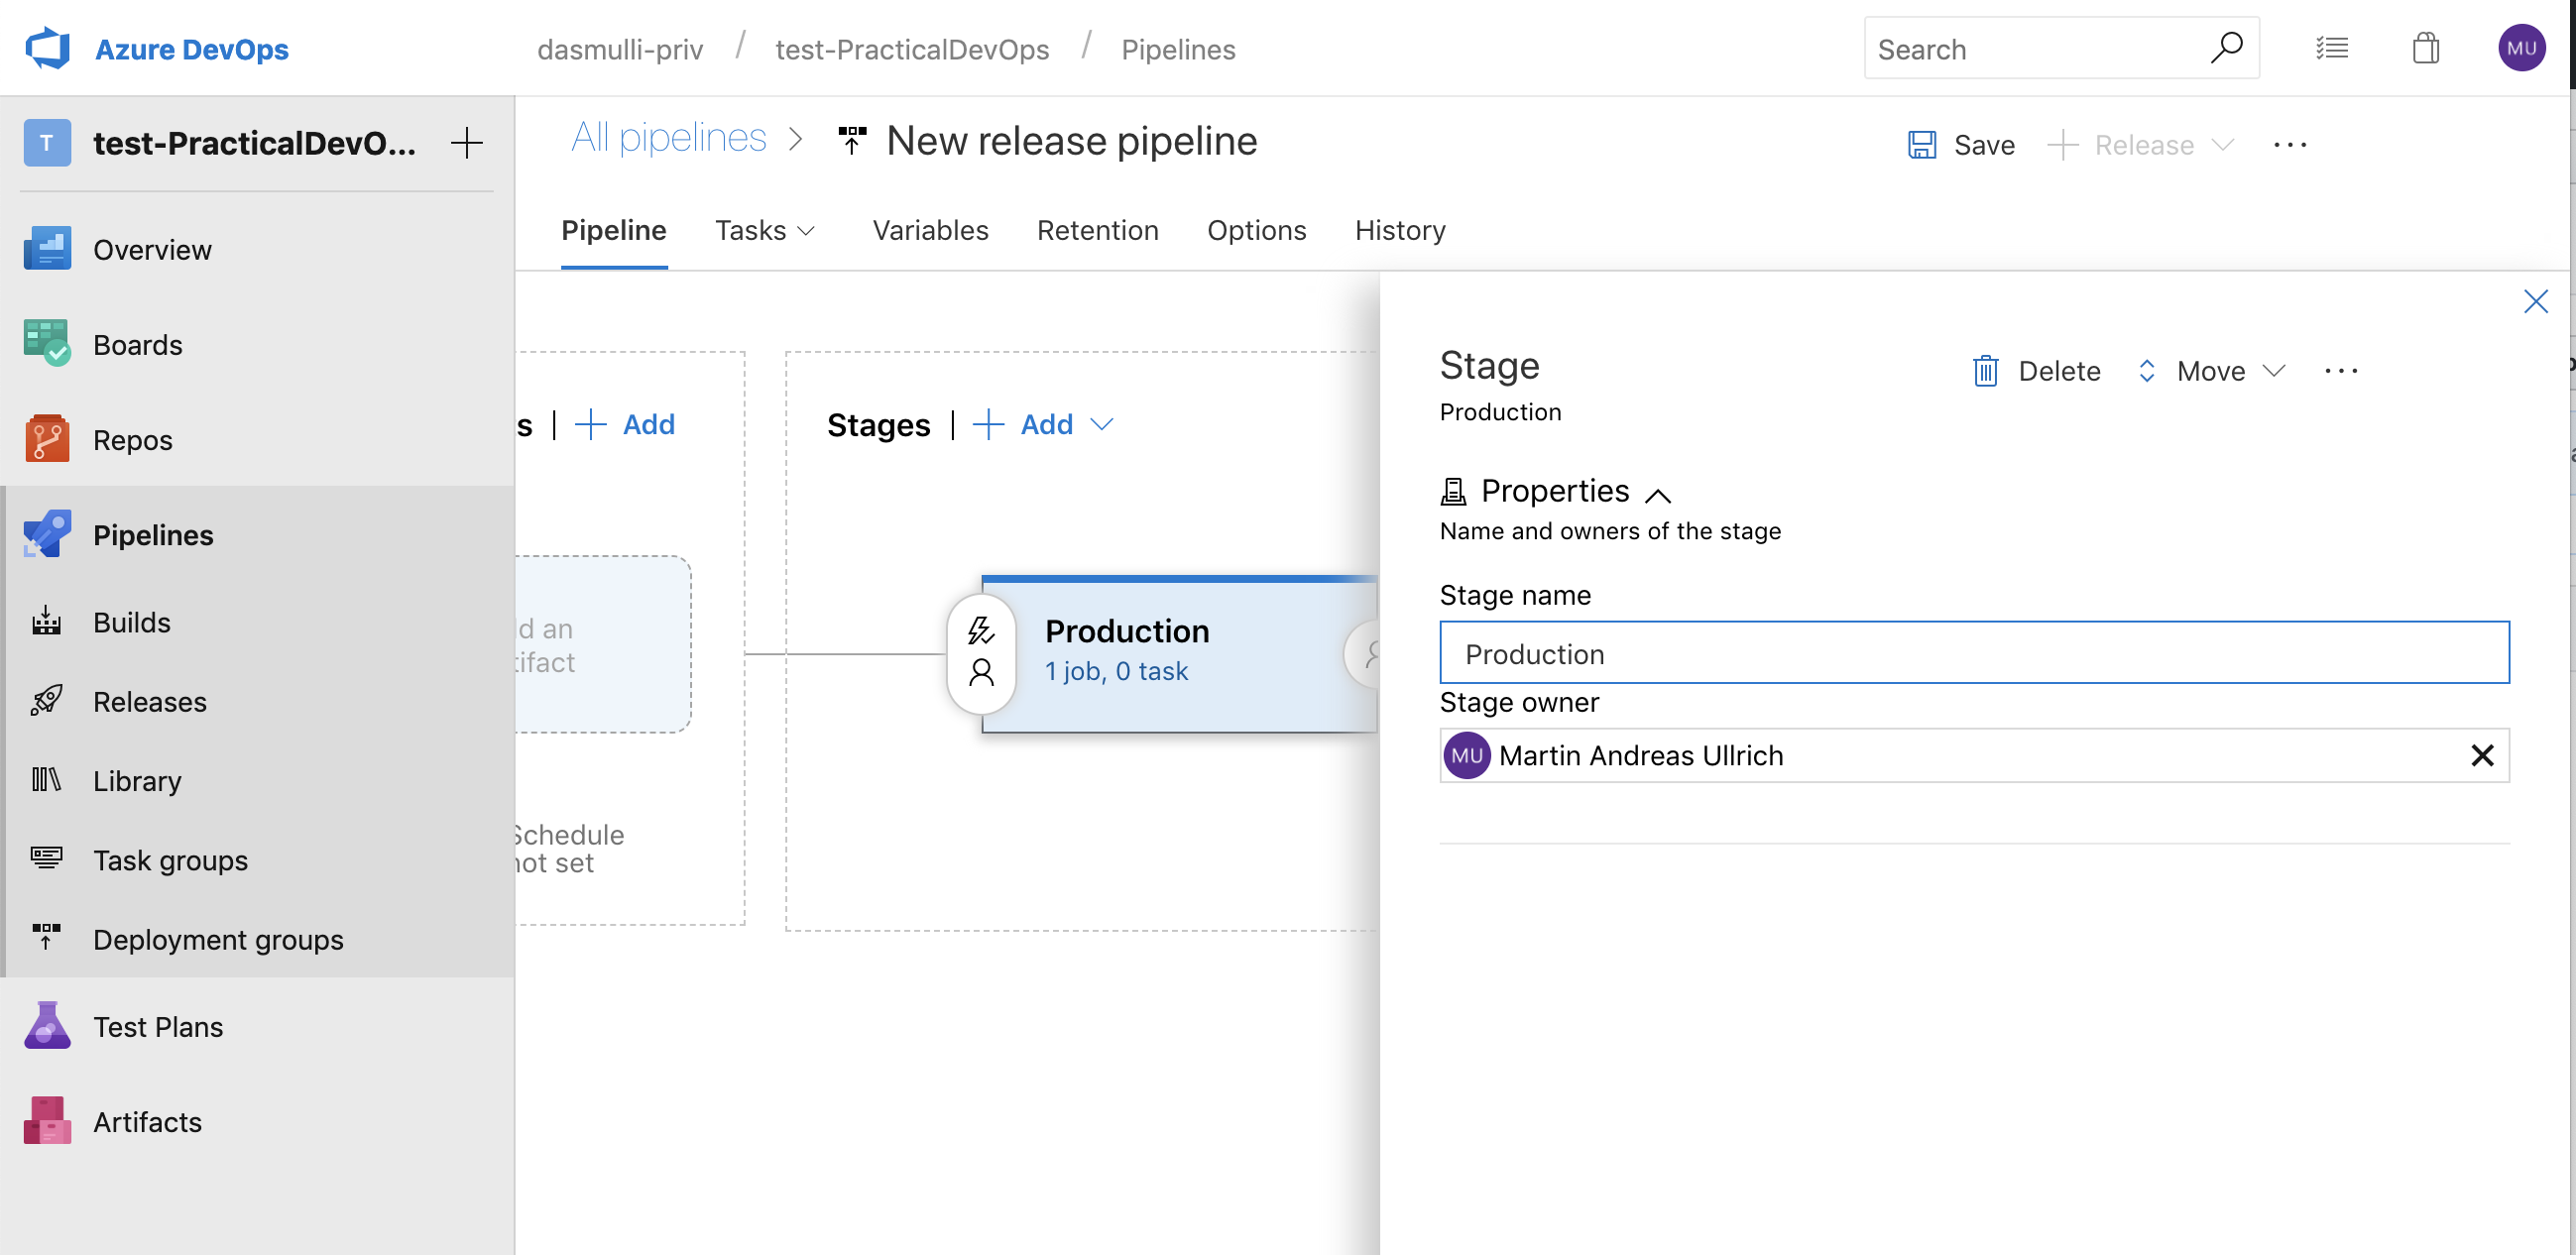 Azure DevOps
dasmulli-priv / test-PracticalDevOps / Pipelines
Search
MU
T test-PracticalDevO...
All pipelines > New release pipeline
Save
Release
Pipeline Tasks Variables Retention Options History
Overview
Boards
Repos
Pipelines
Builds
Releases
Library
Task groups
Deployment groups
Test Plans
Artifacts
s | + Add
d an
tifact
Schedule
not set
Stages | + Add
Production
1 job, 0 task
Stage
Production
Delete Move
Properties
Name and owners of the stage
Stage name
Production
Stage owner
MU Martin Andreas Ullrich